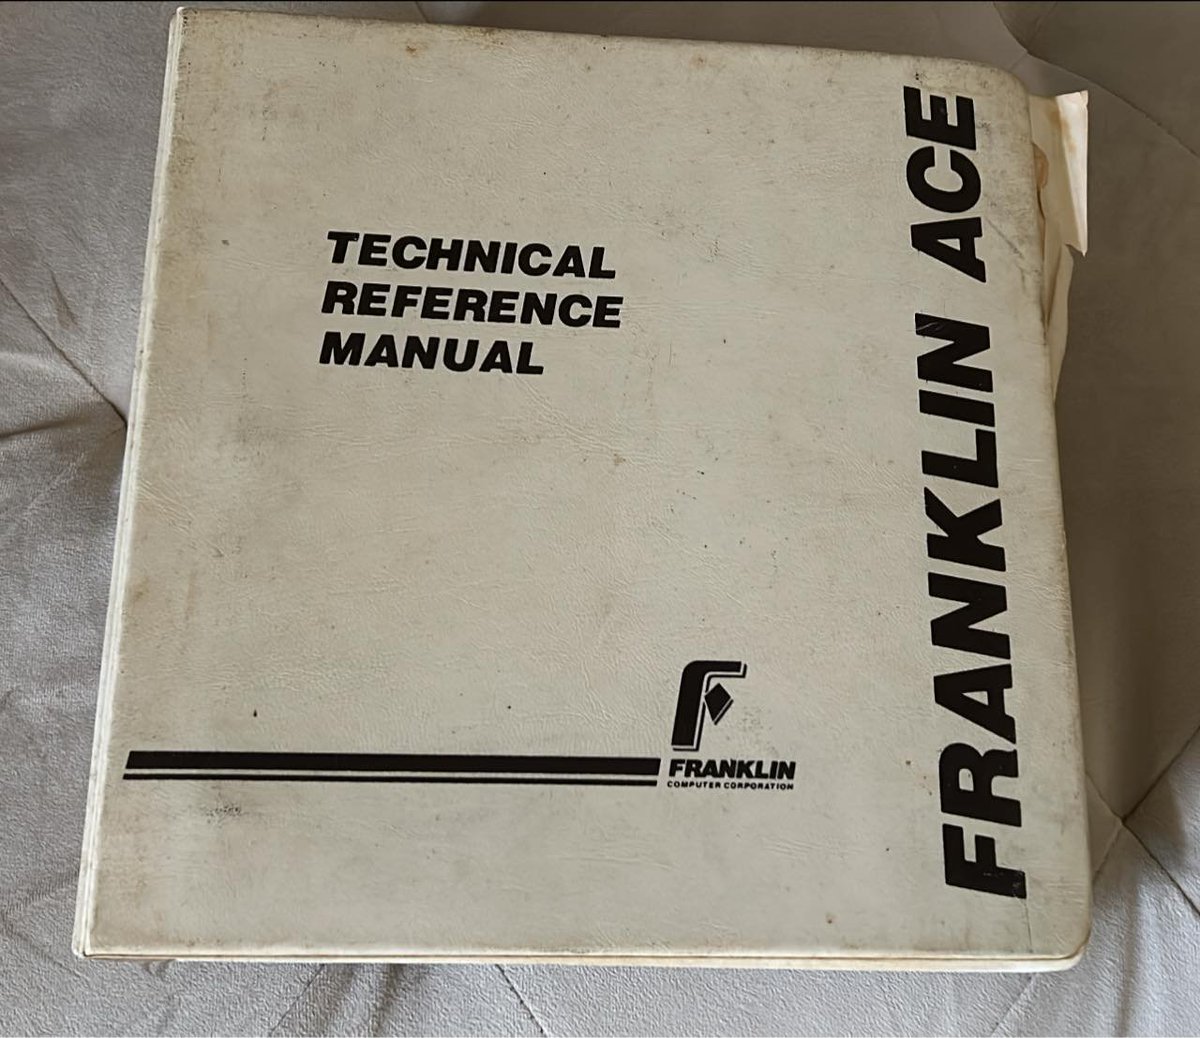 TECHNICAL
REFERENCE
MANUAL
FRANKLIN
COMPUTER CORPORATION
FRANKLIN ACE